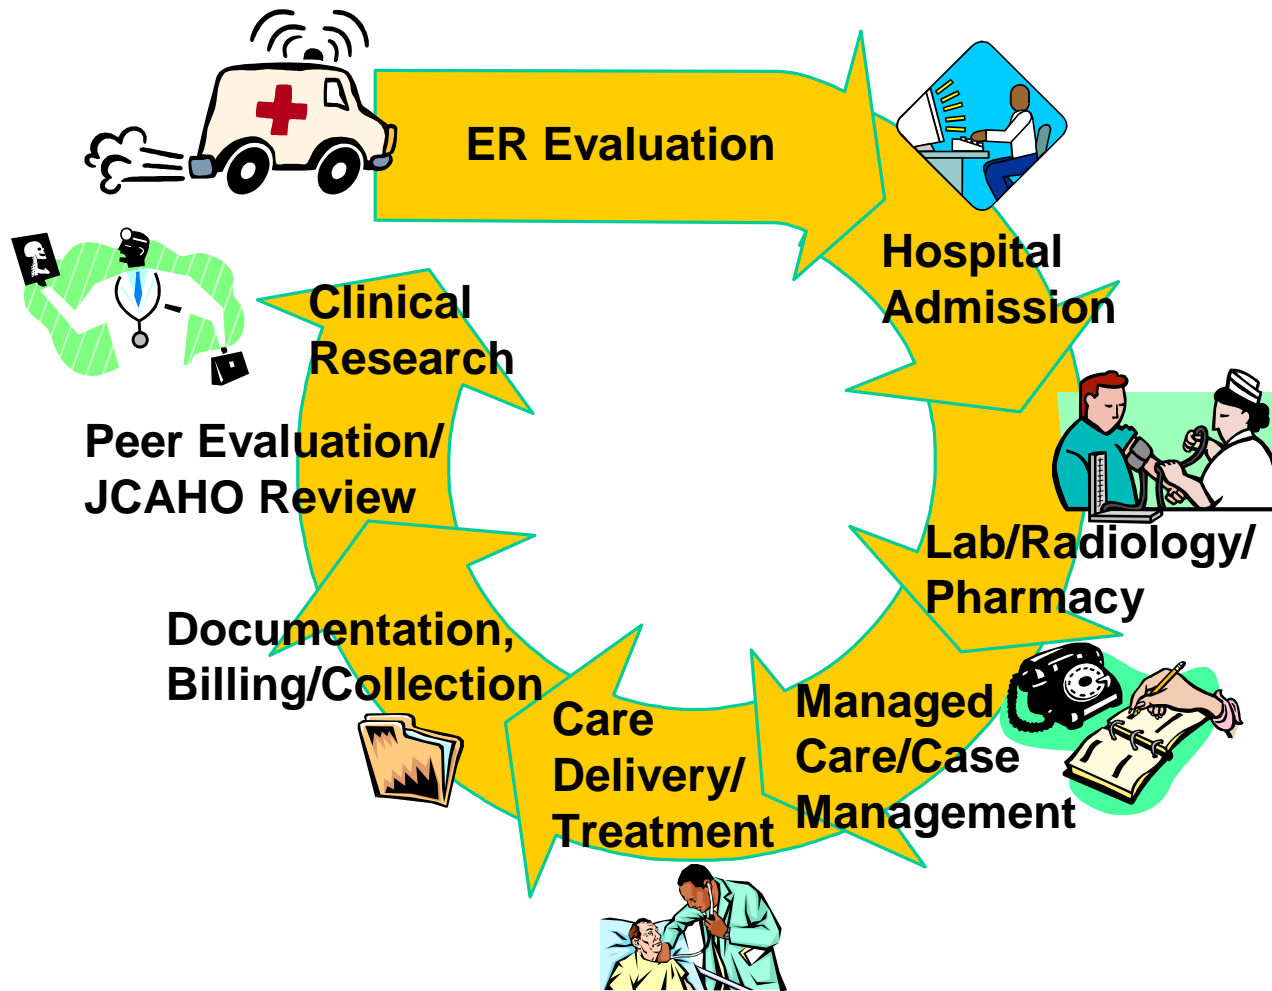 ER Evaluation
Hospital
Admission
Lab/Radiology/
Pharmacy
Managed
Care/Case
Management
Care
Delivery/
Treatment
Documentation,
Billing/Collection
Peer Evaluation/
JCAHO Review
Clinical
Research